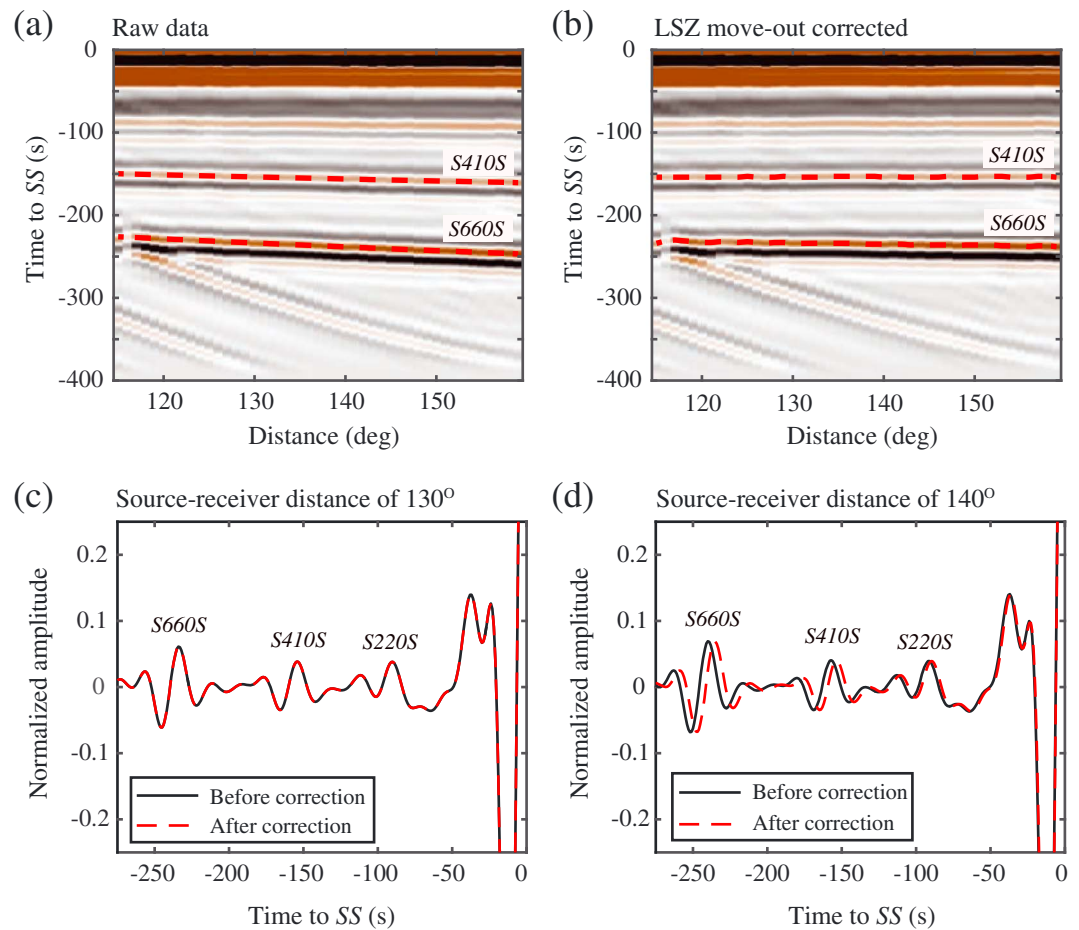 (a) Raw data
0
-100
-200
-300
-400
Time to SS (s)
S410S
S660S
120 130 140 150
Distance (deg)
(b) LSZ move-out corrected
0
-100
-200
-300
-400
Time to SS (s)
S410S
S660S
120 130 140 150
Distance (deg)
(c) Source-receiver distance of 130O
0.2
0.1
0
-0.1
-0.2
Normalized amplitude
S660S
S410S
S220S
Before correction
After correction
-250 -200 -150 -100 -50 0
Time to SS (s)
(d) Source-receiver distance of 140O
0.2
0.1
0
-0.1
-0.2
Normalized amplitude
S660S
S410S
S220S
Before correction
After correction
-250 -200 -150 -100 -50 0
Time to SS (s)